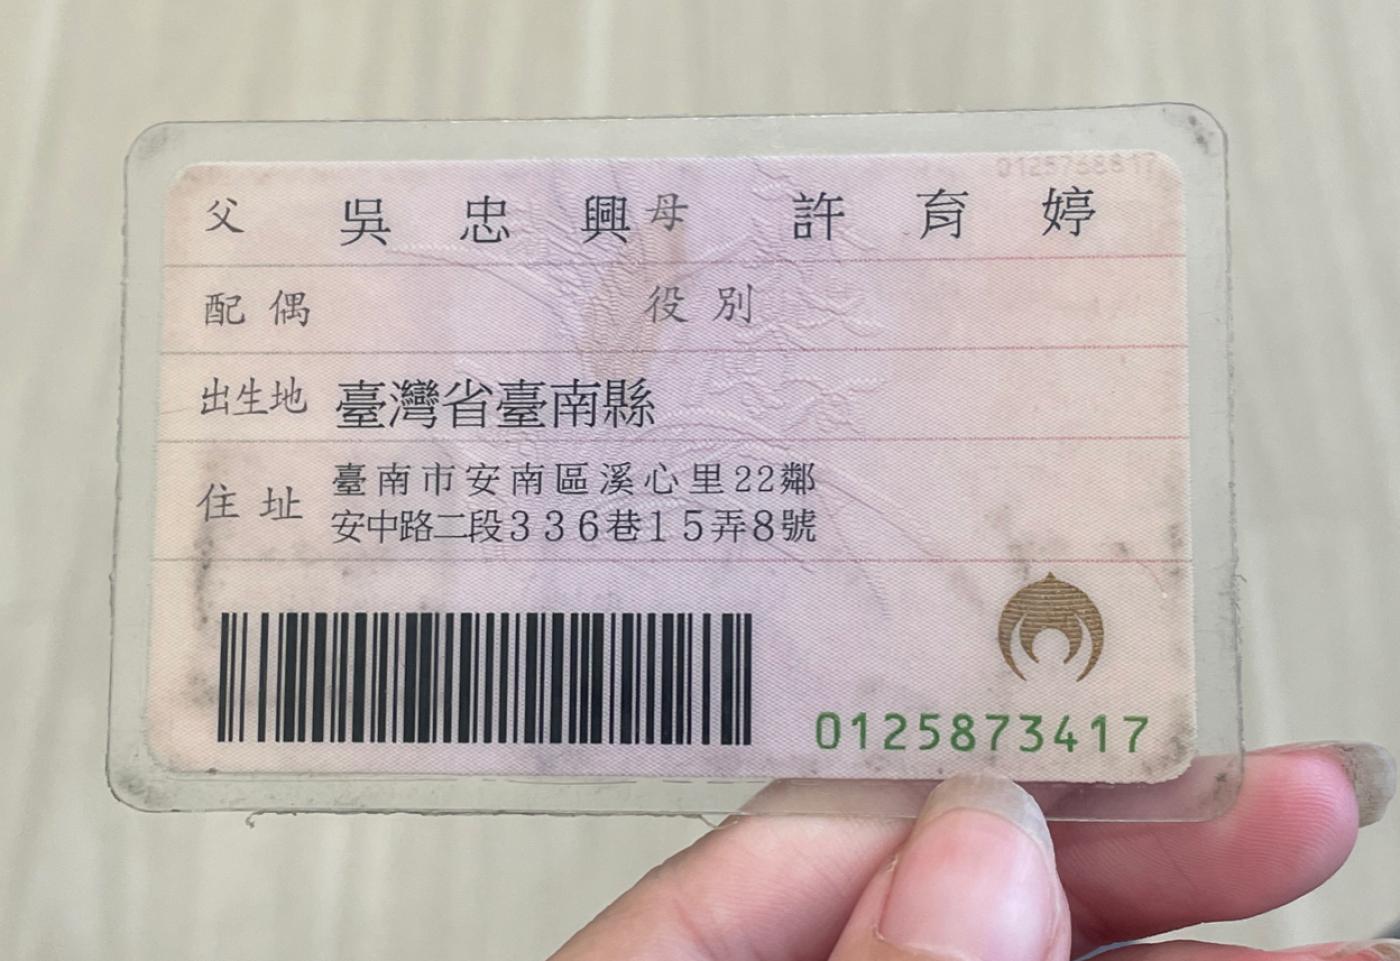 0125768817
父 吳忠興 母 許育婷
配偶 役別
出生地 臺灣省臺南縣
住址 臺南市安南區溪心里22鄰
安中路二段336巷15弄8號
0125873417